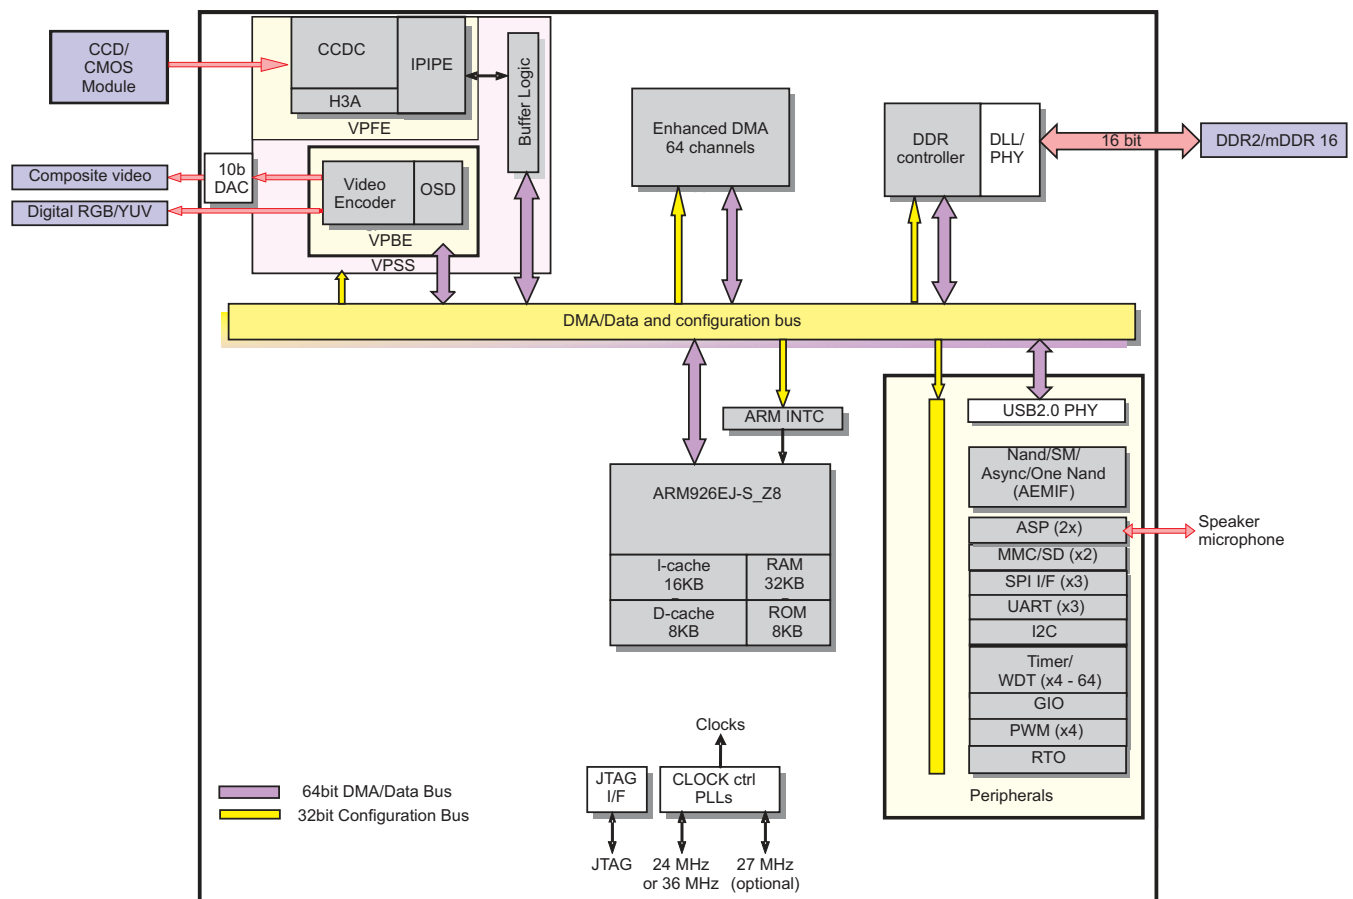 CCD/
CMOS
Module
CCDC
IPIPE
H3A
VPFE
Buffer Logic
Composite video
10b
DAC
Digital RGB/YUV
Video
Encoder
OSD
VPBE
VPSS
Enhanced DMA
64 channels
DDR
controller
DLL/
PHY
16 bit
DDR2/mDDR 16
DMA/Data and configuration bus
ARM INTC
ARM926EJ-S_Z8
I-cache
16KB
RAM
32KB
D-cache
8KB
ROM
8KB
USB2.0 PHY
Nand/SM/
Async/One Nand
(AEMIF)
ASP (2x)
MMC/SD (x2)
SPI I/F (x3)
UART (x3)
I2C
Timer/
WDT (x4 - 64)
GIO
PWM (x4)
RTO
Peripherals
Speaker
microphone
Clocks
JTAG
I/F
CLOCK ctrl
PLLs
JTAG
24 MHz
or 36 MHz
27 MHz
(optional)
64bit DMA/Data Bus
32bit Configuration Bus